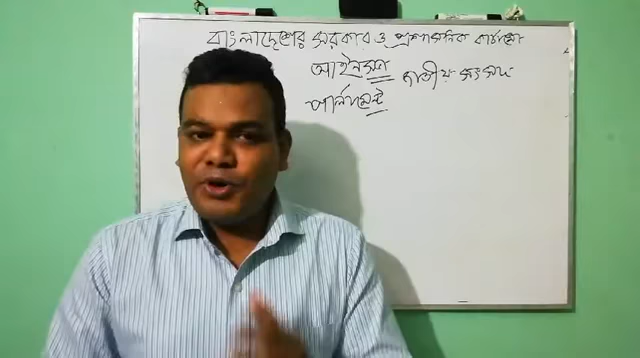 বাংলাদেশের সরকার ও প্রশাসনিক কাঠামো
আইনসভা জাতীয় সংসদ
পার্লামেন্ট